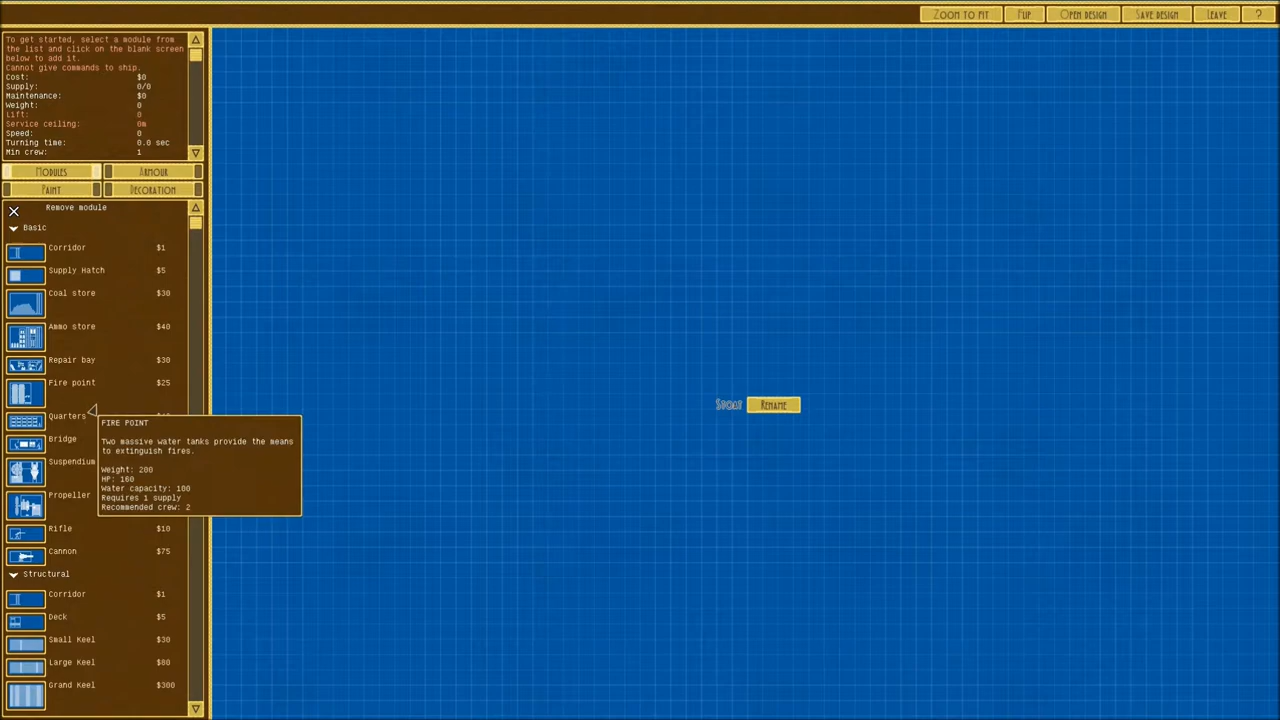 ZOOM TO FIT
FLIP
OPEN DESIGN
SAVE DESIGN
LEAVE
?
To get started, select a module from
the list and click on the blank screen
below to add it.
Cannot give commands to ship.
Cost: $0
Supply: 0/0
Maintenance: $0
Weight: 0
Lift: 0
Service ceiling: 0m
Speed: 0
Turning time: 0.0 sec
Min crew: 1
MODULES
ARMOUR
PAINT
DECORATION
Remove module
Basic
Corridor $1
Supply Hatch $5
Coal store $30
Ammo store $40
Repair bay $30
Fire point $25
Quarters
Bridge
Suspendium
Propeller
Rifle $10
Cannon $75
Structural
Corridor $1
Deck $5
Small Keel $30
Large Keel $80
Grand Keel $300
FIRE POINT
Two massive water tanks provide the means
to extinguish fires.
Weight: 200
HP: 160
Water capacity: 100
Requires 1 supply
Recommended crew: 2
STOAT
RENAME